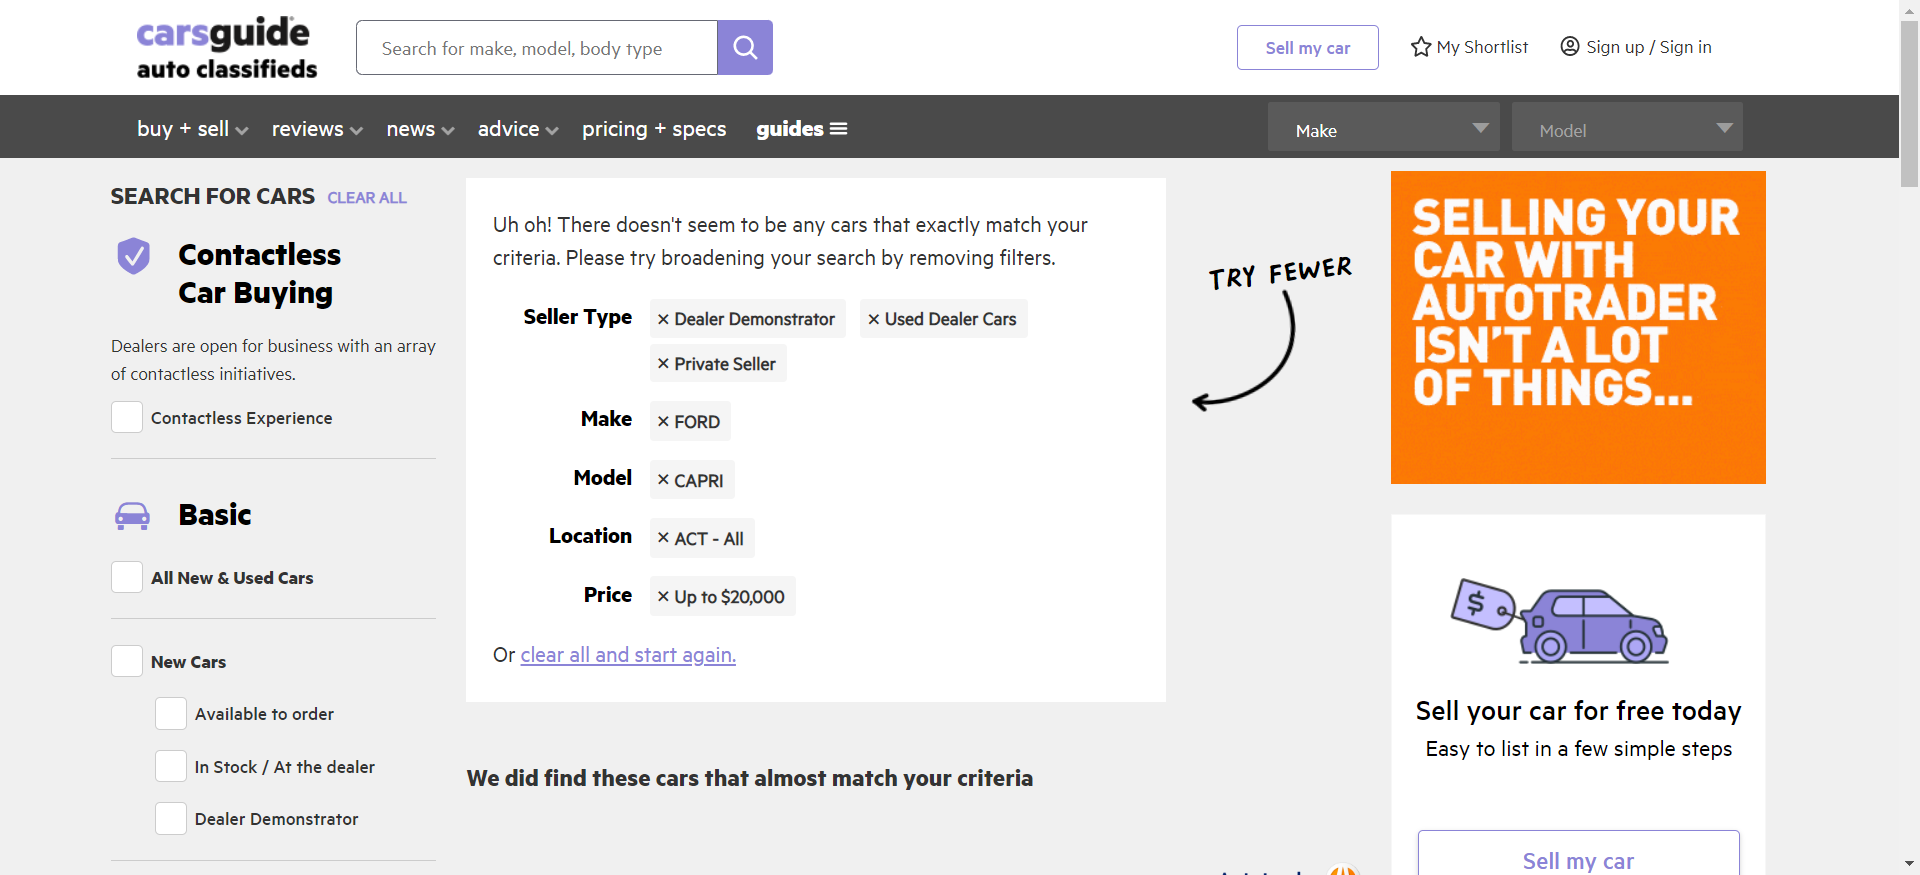 carsguide
auto classifieds
Search for make, model, body type
Sell my car
My Shortlist
Sign up / Sign in
buy + sell
reviews
news
advice
pricing + specs
guides
Make
Model
SEARCH FOR CARS CLEAR ALL
Contactless
Car Buying
Dealers are open for business with an array
of contactless initiatives.
Contactless Experience
Basic
All New & Used Cars
New Cars
Available to order
In Stock / At the dealer
Dealer Demonstrator
Uh oh! There doesn't seem to be any cars that exactly match your
criteria. Please try broadening your search by removing filters.
Seller Type × Dealer Demonstrator × Used Dealer Cars
× Private Seller
Make × FORD
Model × CAPRI
Location × ACT - All
Price × Up to $20,000
Or clear all and start again.
TRY FEWER
We did find these cars that almost match your criteria
SELLING YOUR
CAR WITH
AUTOTRADER
ISN'T A LOT
OF THINGS...
$
Sell your car for free today
Easy to list in a few simple steps
Sell my car